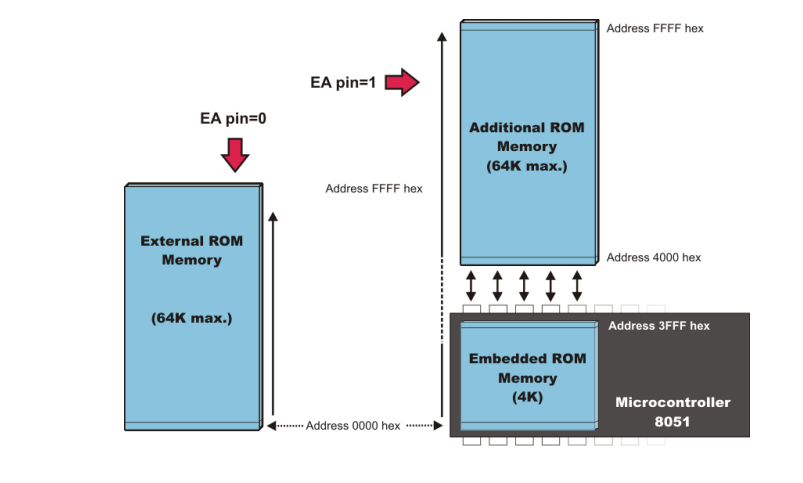 Address FFFF hex
EA pin=1
EA pin=0
Additional ROM
Memory
(64K max.)
Address FFFF hex
External ROM
Memory
(64K max.)
Address 4000 hex
Address 3FFF hex
Embedded ROM
Memory
(4K)
Microcontroller
8051
Address 0000 hex